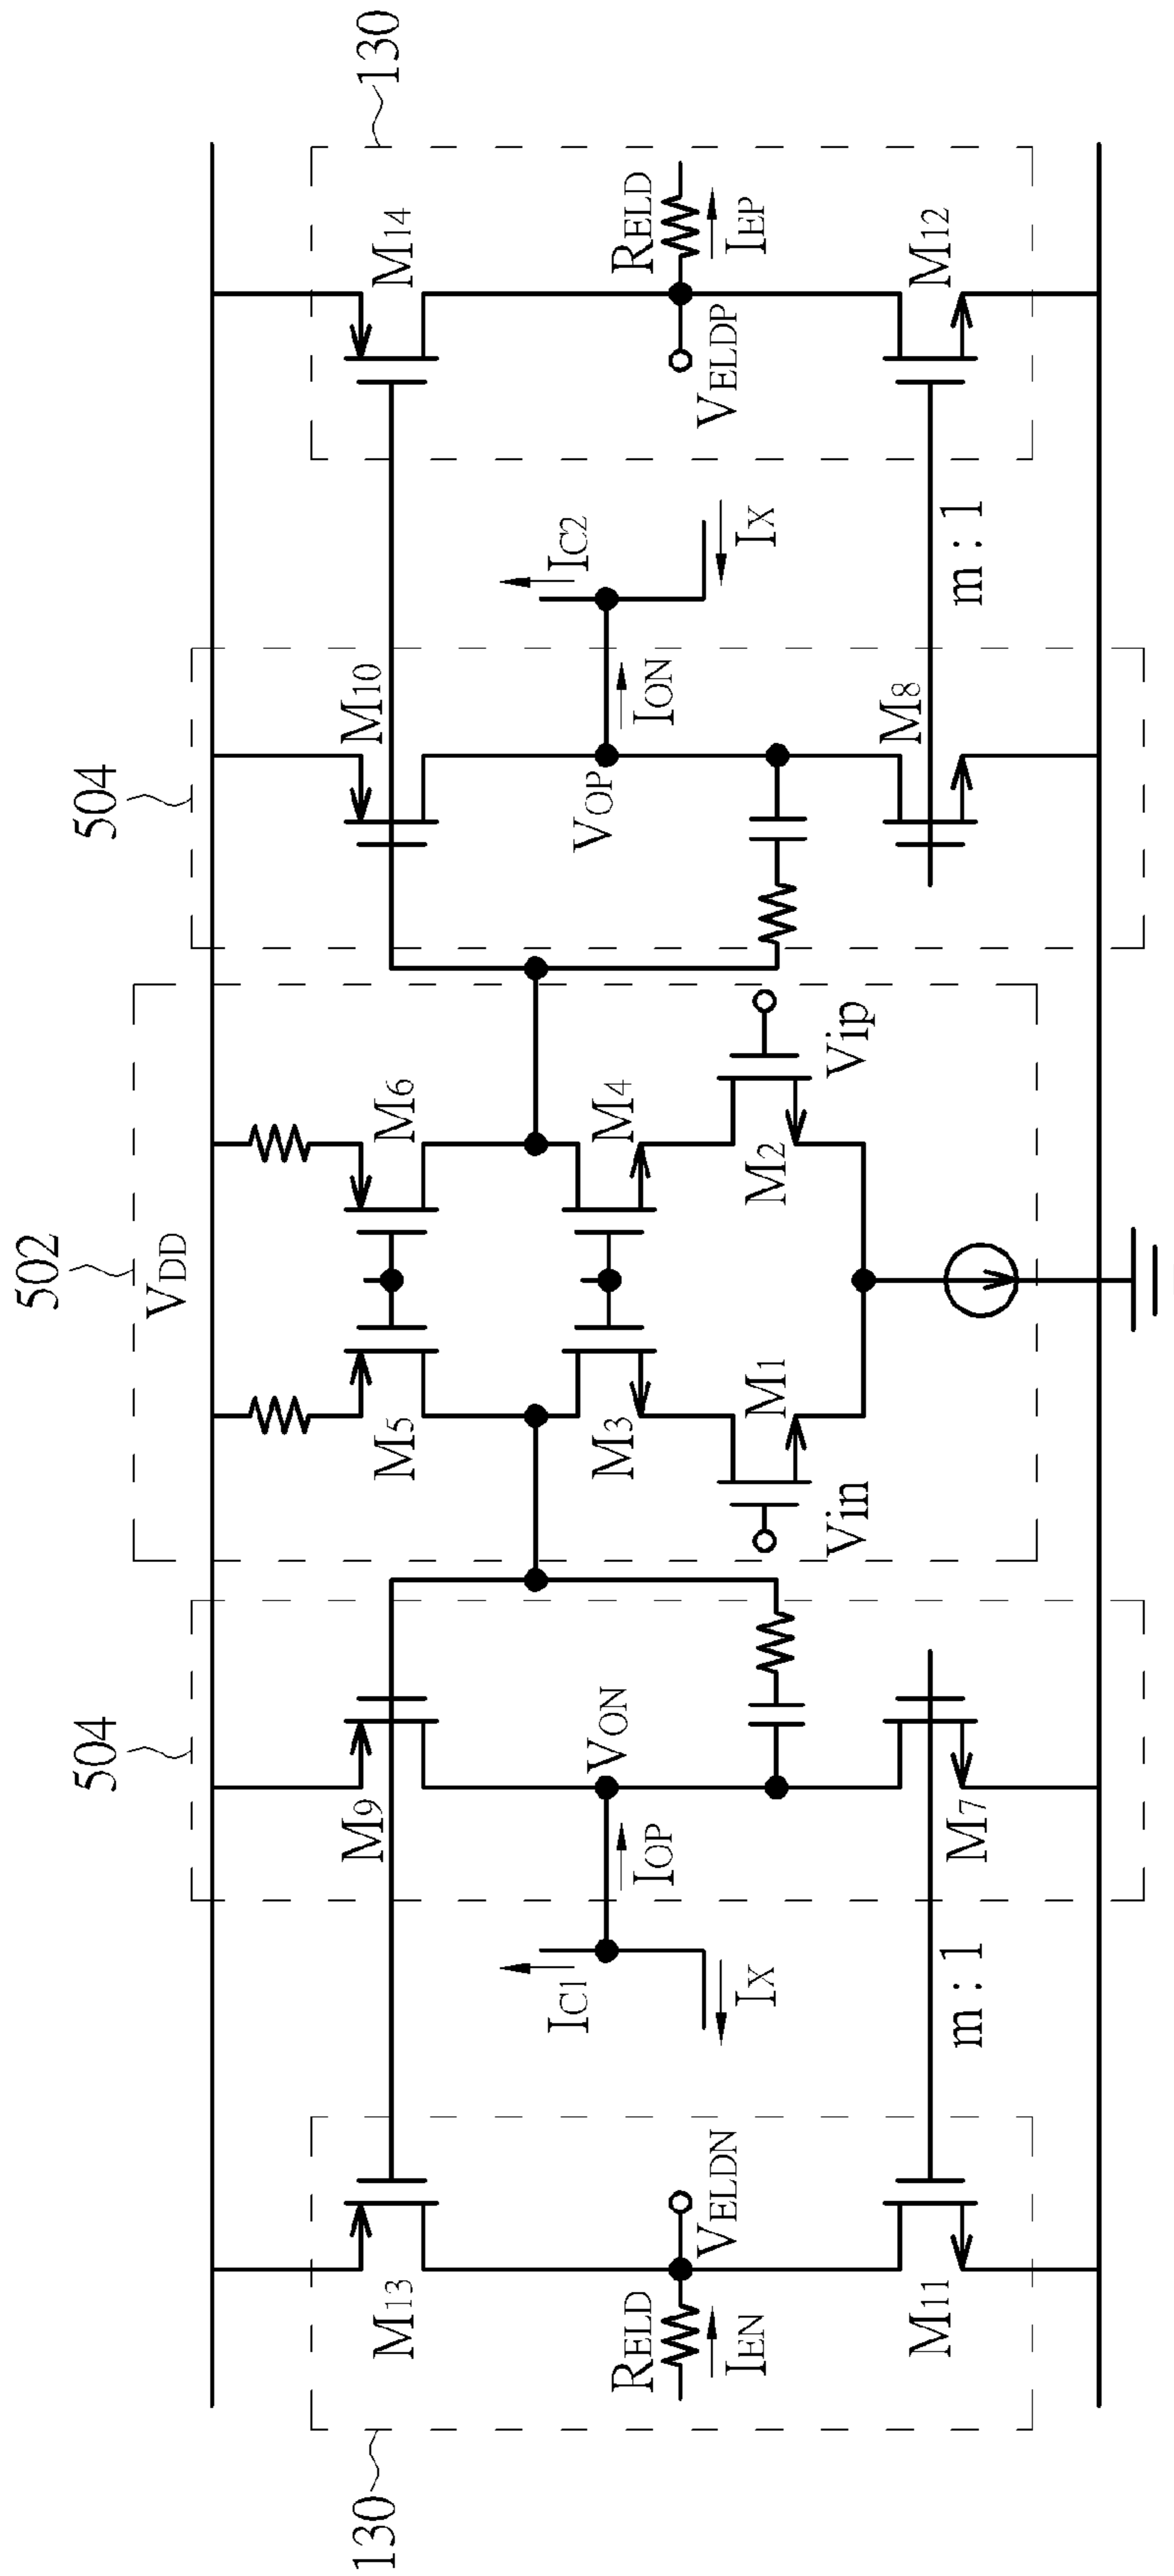 130
504
502
504
130
VDD
M13
M9
M5
M6
M10
M14
VON
M3
M4
VOP
IC1
IOP
ION
IC2
RELD
VELDN
VELDP
RELD
IEN
IX
IX
IEP
Vin
M1
M2
Vip
M11
m : 1
M7
M8
m : 1
M12